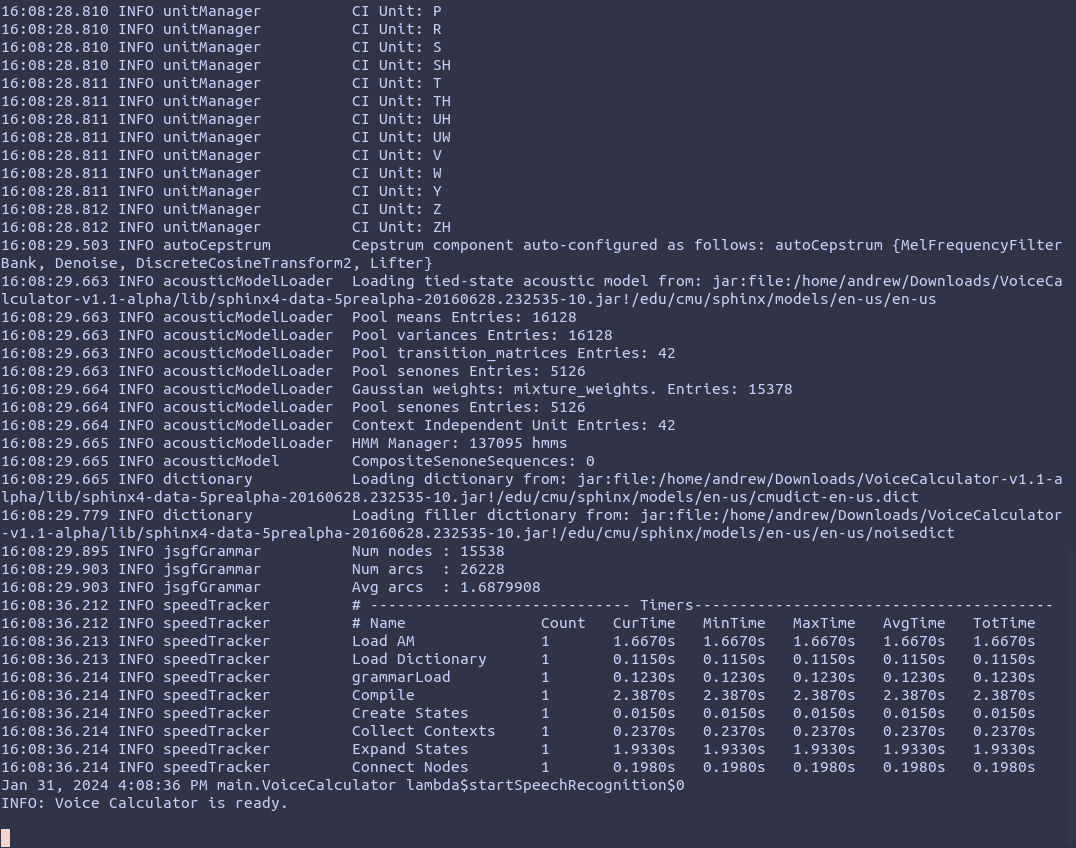 16:08:28.810 INFO unitManager          CI Unit: P
16:08:28.810 INFO unitManager          CI Unit: R
16:08:28.810 INFO unitManager          CI Unit: S
16:08:28.810 INFO unitManager          CI Unit: SH
16:08:28.811 INFO unitManager          CI Unit: T
16:08:28.811 INFO unitManager          CI Unit: TH
16:08:28.811 INFO unitManager          CI Unit: UH
16:08:28.811 INFO unitManager          CI Unit: UW
16:08:28.811 INFO unitManager          CI Unit: V
16:08:28.811 INFO unitManager          CI Unit: W
16:08:28.811 INFO unitManager          CI Unit: Y
16:08:28.812 INFO unitManager          CI Unit: Z
16:08:28.812 INFO unitManager          CI Unit: ZH
16:08:29.503 INFO autoCepstrum         Cepstrum component auto-configured as follows: autoCepstrum {MelFrequencyFilter
Bank, Denoise, DiscreteCosineTransform2, Lifter}
16:08:29.663 INFO acousticModelLoader  Loading tied-state acoustic model from: jar:file:/home/andrew/Downloads/VoiceCa
lculator-v1.1-alpha/lib/sphinx4-data-5prealpha-20160628.232535-10.jar!/edu/cmu/sphinx/models/en-us/en-us
16:08:29.663 INFO acousticModelLoader  Pool means Entries: 16128
16:08:29.663 INFO acousticModelLoader  Pool variances Entries: 16128
16:08:29.663 INFO acousticModelLoader  Pool transition_matrices Entries: 42
16:08:29.663 INFO acousticModelLoader  Pool senones Entries: 5126
16:08:29.664 INFO acousticModelLoader  Gaussian weights: mixture_weights. Entries: 15378
16:08:29.664 INFO acousticModelLoader  Pool senones Entries: 5126
16:08:29.664 INFO acousticModelLoader  Context Independent Unit Entries: 42
16:08:29.665 INFO acousticModelLoader  HMM Manager: 137095 hmms
16:08:29.665 INFO acousticModel        CompositeSenoneSequences: 0
16:08:29.665 INFO dictionary           Loading dictionary from: jar:file:/home/andrew/Downloads/VoiceCalculator-v1.1-a
lpha/lib/sphinx4-data-5prealpha-20160628.232535-10.jar!/edu/cmu/sphinx/models/en-us/cmudict-en-us.dict
16:08:29.779 INFO dictionary           Loading filler dictionary from: jar:file:/home/andrew/Downloads/VoiceCalculator
-v1.1-alpha/lib/sphinx4-data-5prealpha-20160628.232535-10.jar!/edu/cmu/sphinx/models/en-us/en-us/noisedict
16:08:29.895 INFO jsgfGrammar          Num nodes : 15538
16:08:29.903 INFO jsgfGrammar          Num arcs  : 26228
16:08:29.903 INFO jsgfGrammar          Avg arcs  : 1.6879908
16:08:36.212 INFO speedTracker         # ----------------------------- Timers----------------------------------------
16:08:36.212 INFO speedTracker         # Name               Count   CurTime   MinTime   MaxTime   AvgTime   TotTime
16:08:36.213 INFO speedTracker         Load AM              1       1.6670s   1.6670s   1.6670s   1.6670s   1.6670s
16:08:36.213 INFO speedTracker         Load Dictionary      1       0.1150s   0.1150s   0.1150s   0.1150s   0.1150s
16:08:36.214 INFO speedTracker         grammarLoad          1       0.1230s   0.1230s   0.1230s   0.1230s   0.1230s
16:08:36.214 INFO speedTracker         Compile              1       2.3870s   2.3870s   2.3870s   2.3870s   2.3870s
16:08:36.214 INFO speedTracker         Create States        1       0.0150s   0.0150s   0.0150s   0.0150s   0.0150s
16:08:36.214 INFO speedTracker         Collect Contexts     1       0.2370s   0.2370s   0.2370s   0.2370s   0.2370s
16:08:36.214 INFO speedTracker         Expand States        1       1.9330s   1.9330s   1.9330s   1.9330s   1.9330s
16:08:36.214 INFO speedTracker         Connect Nodes        1       0.1980s   0.1980s   0.1980s   0.1980s   0.1980s
Jan 31, 2024 4:08:36 PM main.VoiceCalculator lambda$startSpeechRecognition$0
INFO: Voice Calculator is ready.